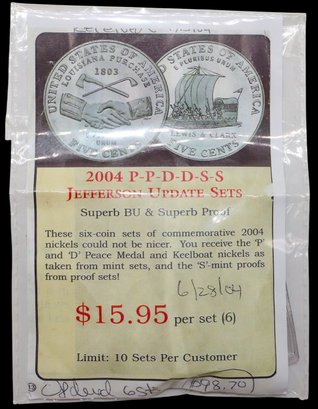 UNITED STATES OF AMERICA
LOUISIANA PURCHASE
1803
UNUM
FIVE CENTS
UNITED STATES OF AMERICA
E PLURIBUS UNUM
LEWIS & CLARK
FIVE CENTS
2004 P-P-D-D-S-S
JEFFERSON UPDATE SETS
Superb BU & Superb Proof
These six-coin sets of commemorative 2004
nickels could not be nicer. You receive the 'P'
and 'D' Peace Medal and Keelboat nickels as
taken from mint sets, and the 'S'-mint proofs
from proof sets!
6/28/04
$15.95 per set (6)
Limit: 10 Sets Per Customer